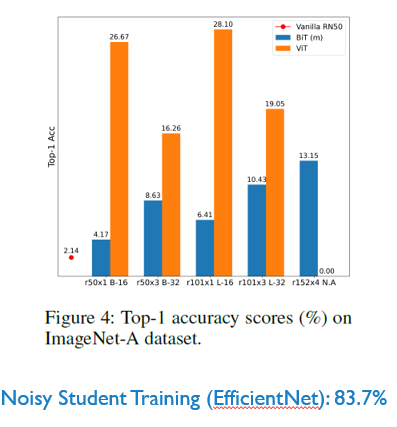 28.10
26.67
Vanilla RN50
BiT (m)
ViT
19.05
16.26
13.15
10.43
8.63
6.41
4.17
2.14
0.00
Top-1 Acc
r50x1 B-16 r50x3 B-32 r101x1 L-16 r101x3 L-32 r152x4 N.A
Figure 4: Top-1 accuracy scores (%) on
ImageNet-A dataset.
Noisy Student Training (EfficientNet): 83.7%